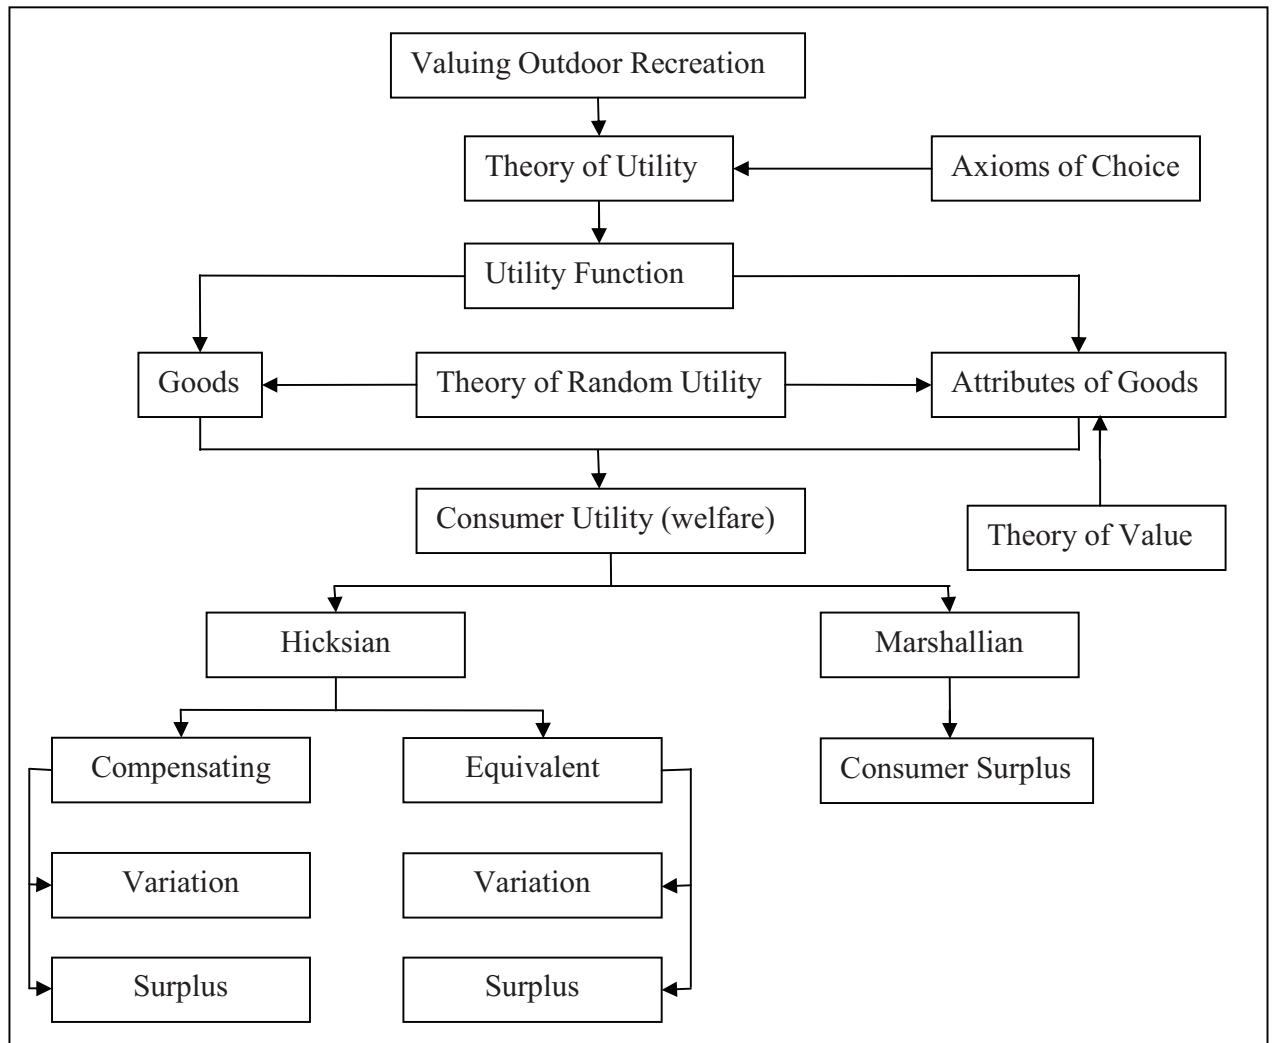 Valuing Outdoor Recreation
Theory of Utility
Axioms of Choice
Utility Function
Goods
Theory of Random Utility
Attributes of Goods
Consumer Utility (welfare)
Theory of Value
Hicksian
Marshallian
Compensating
Equivalent
Consumer Surplus
Variation
Variation
Surplus
Surplus